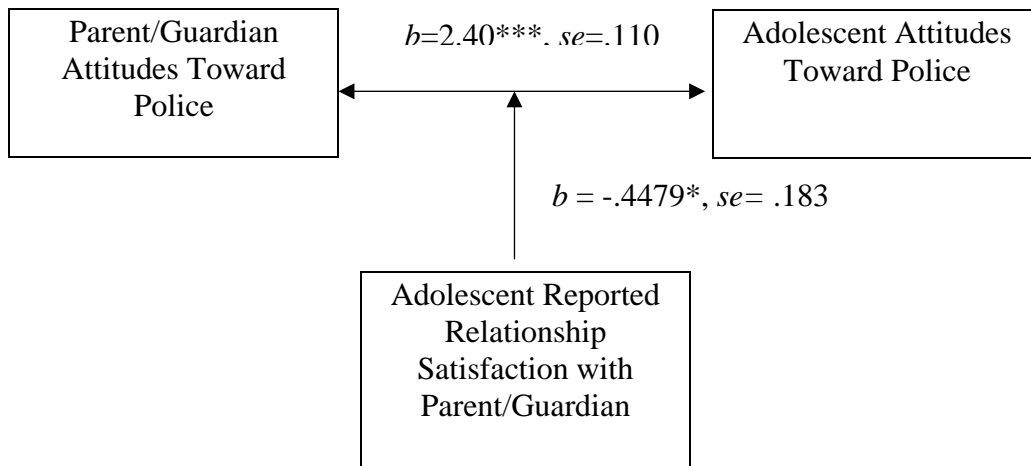 Parent/Guardian
Attitudes Toward
Police
b=2.40***, se=.110
Adolescent Attitudes
Toward Police
b = -.4479*, se= .183
Adolescent Reported
Relationship
Satisfaction with
Parent/Guardian